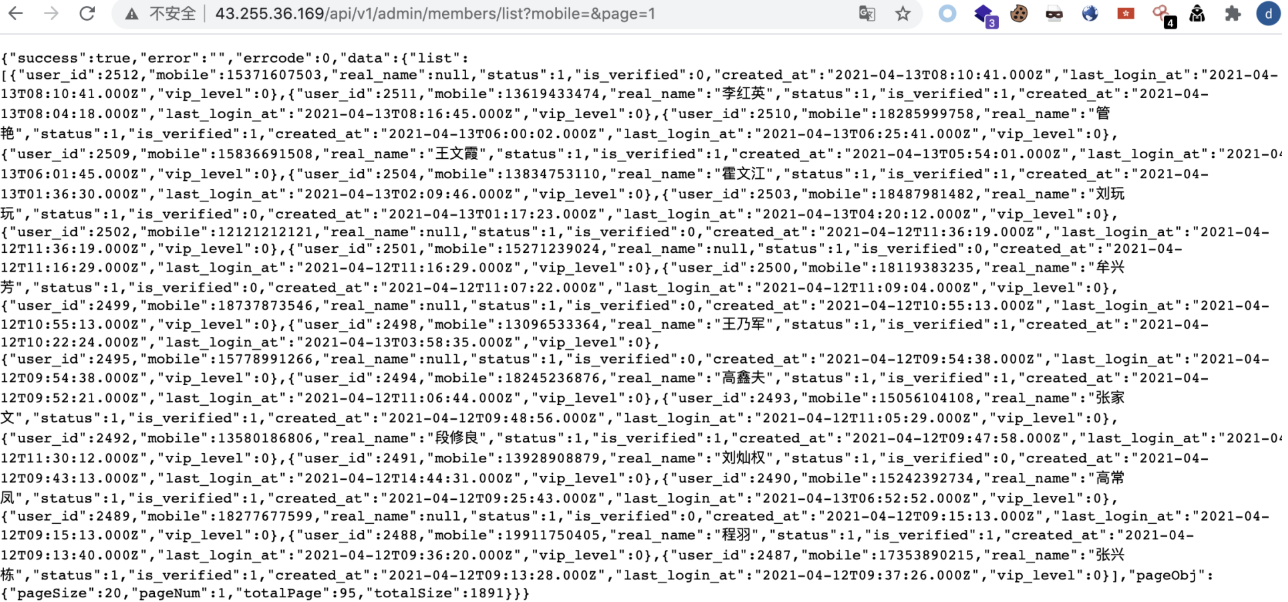 不安全 43.255.36.169/api/v1/admin/members/list?mobile=&page=1
3
4
d
{"success":true,"error":"","errcode":0,"data":{"list":
[{"user_id":2512,"mobile":15371607503,"real_name":null,"status":1,"is_verified":0,"created_at":"2021-04-13T08:10:41.000Z","last_login_at":"2021-04-
13T08:10:41.000Z","vip_level":0},{"user_id":2511,"mobile":13619433474,"real_name":"李红英","status":1,"is_verified":1,"created_at":"2021-04-
13T08:04:18.000Z","last_login_at":"2021-04-13T08:16:45.000Z","vip_level":0},{"user_id":2510,"mobile":18285999758,"real_name":"管
艳","status":1,"is_verified":1,"created_at":"2021-04-13T06:00:02.000Z","last_login_at":"2021-04-13T06:25:41.000Z","vip_level":0},
{"user_id":2509,"mobile":15836691508,"real_name":"王文霞","status":1,"is_verified":1,"created_at":"2021-04-13T05:54:01.000Z","last_login_at":"2021-04-
13T06:01:45.000Z","vip_level":0},{"user_id":2504,"mobile":13834753110,"real_name":"霍文江","status":1,"is_verified":1,"created_at":"2021-04-
13T01:36:30.000Z","last_login_at":"2021-04-13T02:09:46.000Z","vip_level":0},{"user_id":2503,"mobile":18487981482,"real_name":"刘玩
玩","status":1,"is_verified":0,"created_at":"2021-04-13T01:17:23.000Z","last_login_at":"2021-04-13T04:20:12.000Z","vip_level":0},
{"user_id":2502,"mobile":12121212121,"real_name":null,"status":1,"is_verified":0,"created_at":"2021-04-12T11:36:19.000Z","last_login_at":"2021-04-
12T11:36:19.000Z","vip_level":0},{"user_id":2501,"mobile":15271239024,"real_name":null,"status":1,"is_verified":0,"created_at":"2021-04-
12T11:16:29.000Z","last_login_at":"2021-04-12T11:16:29.000Z","vip_level":0},{"user_id":2500,"mobile":18119383235,"real_name":"牟兴
芳","status":1,"is_verified":0,"created_at":"2021-04-12T11:07:22.000Z","last_login_at":"2021-04-12T11:09:04.000Z","vip_level":0},
{"user_id":2499,"mobile":18737873546,"real_name":null,"status":1,"is_verified":0,"created_at":"2021-04-12T10:55:13.000Z","last_login_at":"2021-04-
12T10:55:13.000Z","vip_level":0},{"user_id":2498,"mobile":13096533364,"real_name":"王乃军","status":1,"is_verified":1,"created_at":"2021-04-
12T10:22:24.000Z","last_login_at":"2021-04-13T03:58:35.000Z","vip_level":0},
{"user_id":2495,"mobile":15778991266,"real_name":null,"status":1,"is_verified":0,"created_at":"2021-04-12T09:54:38.000Z","last_login_at":"2021-04-
12T09:54:38.000Z","vip_level":0},{"user_id":2494,"mobile":18245236876,"real_name":"高鑫夫","status":1,"is_verified":1,"created_at":"2021-04-
12T09:52:21.000Z","last_login_at":"2021-04-12T11:06:44.000Z","vip_level":0},{"user_id":2493,"mobile":15056104108,"real_name":"张家
文","status":1,"is_verified":1,"created_at":"2021-04-12T09:48:56.000Z","last_login_at":"2021-04-12T11:05:29.000Z","vip_level":0},
{"user_id":2492,"mobile":13580186806,"real_name":"段修良","status":1,"is_verified":1,"created_at":"2021-04-12T09:47:58.000Z","last_login_at":"2021-04-
12T11:30:12.000Z","vip_level":0},{"user_id":2491,"mobile":13928908879,"real_name":"刘灿权","status":1,"is_verified":0,"created_at":"2021-04-
12T09:43:13.000Z","last_login_at":"2021-04-12T14:44:31.000Z","vip_level":0},{"user_id":2490,"mobile":15242392734,"real_name":"高常
凤","status":1,"is_verified":1,"created_at":"2021-04-12T09:25:43.000Z","last_login_at":"2021-04-13T06:52:52.000Z","vip_level":0},
{"user_id":2489,"mobile":18277677599,"real_name":null,"status":1,"is_verified":0,"created_at":"2021-04-12T09:15:13.000Z","last_login_at":"2021-04-
12T09:15:13.000Z","vip_level":0},{"user_id":2488,"mobile":19911750405,"real_name":"程羽","status":1,"is_verified":1,"created_at":"2021-04-
12T09:13:40.000Z","last_login_at":"2021-04-12T09:36:20.000Z","vip_level":0},{"user_id":2487,"mobile":17353890215,"real_name":"张兴
栋","status":1,"is_verified":1,"created_at":"2021-04-12T09:13:28.000Z","last_login_at":"2021-04-12T09:37:26.000Z","vip_level":0}],"pageObj":
{"pageSize":20,"pageNum":1,"totalPage":95,"totalSize":1891}}}